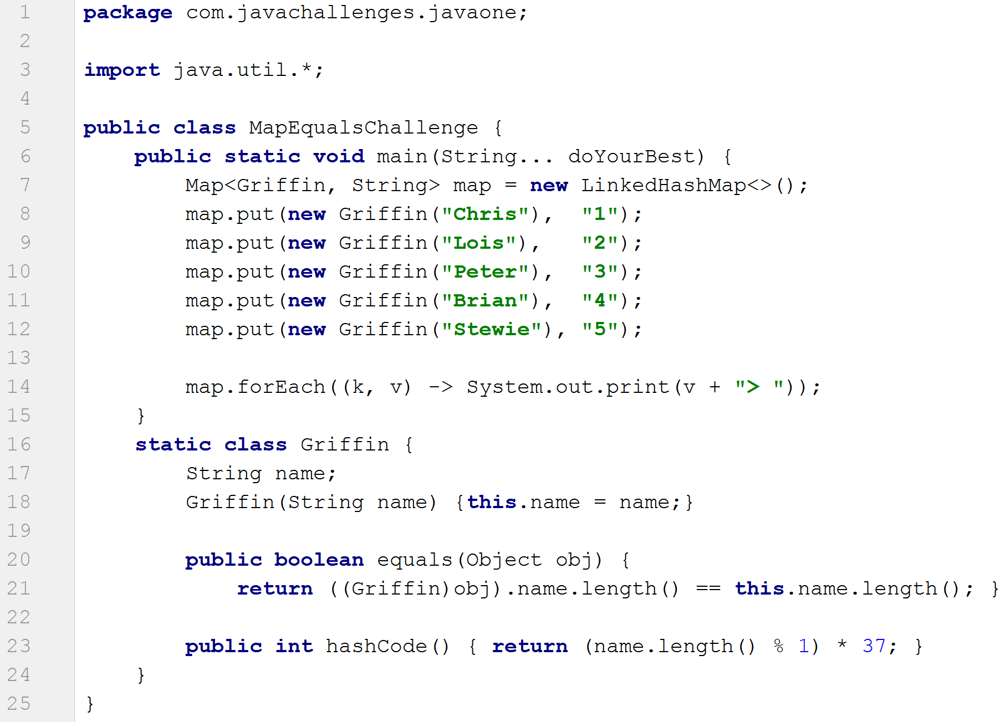 1 package com.javachallenges.javaone;
2
3 import java.util.*;
4
5 public class MapEqualsChallenge {
6     public static void main(String... doYourBest) {
7         Map<Griffin, String> map = new LinkedHashMap<>();
8         map.put(new Griffin("Chris"),  "1");
9         map.put(new Griffin("Lois"),   "2");
10         map.put(new Griffin("Peter"),  "3");
11         map.put(new Griffin("Brian"),  "4");
12         map.put(new Griffin("Stewie"), "5");
13
14         map.forEach((k, v) -> System.out.print(v + "> "));
15     }
16     static class Griffin {
17         String name;
18         Griffin(String name) {this.name = name;}
19
20         public boolean equals(Object obj) {
21             return ((Griffin)obj).name.length() == this.name.length(); }
22
23         public int hashCode() { return (name.length() % 1) * 37; }
24     }
25 }